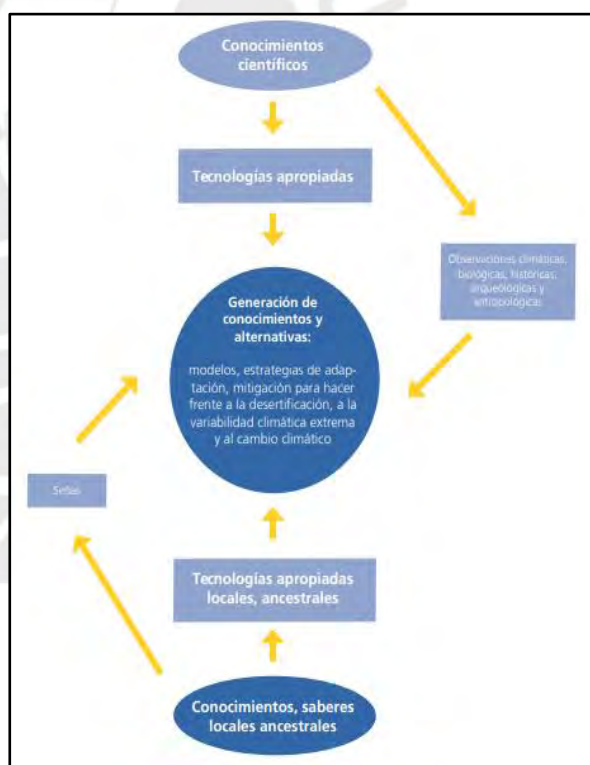 Conocimientos
científicos
Tecnologías apropiadas
Observaciones climáticas,
biológicas, históricas,
arqueológicas y
antropológicas
Generación de
conocimientos y
alternativas:
modelos, estrategias de adap-
tación, mitigación para hacer
frente a la desertificación, a la
variabilidad climática extrema
y al cambio climático
Señas
Tecnologías apropiadas
locales, ancestrales
Conocimientos, saberes
locales ancestrales